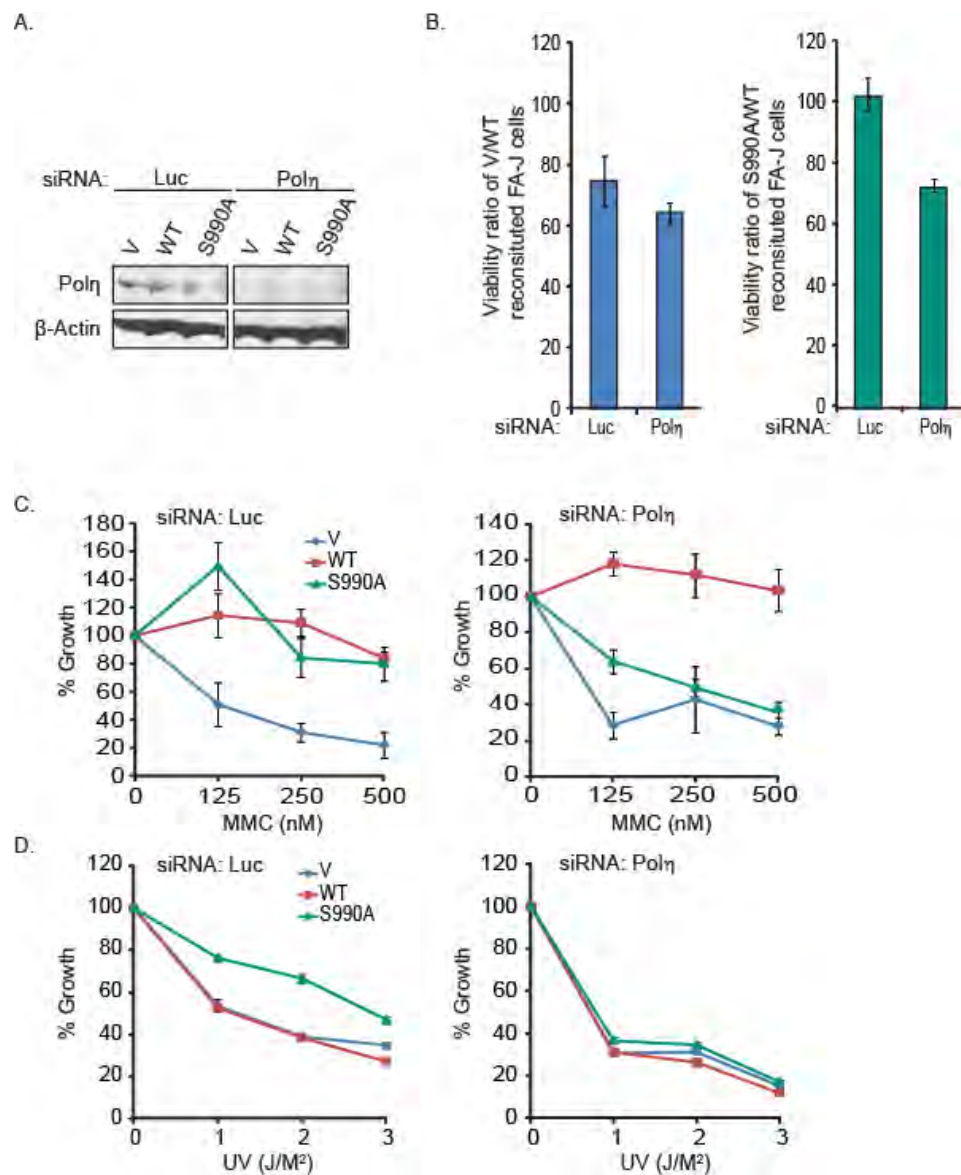 A.
siRNA: Luc Polη
V WT S990A V WT S990A
Polη
β-Actin
B.
Viability ratio of V/WT
reconsituted FA-J cells
120
100
80
60
40
20
0
siRNA: Luc Polη
Viability ratio of S990A/WT
reconstituted FA-J cells
120
100
80
60
40
20
0
siRNA: Luc Polη
C.
siRNA: Luc
V
WT
S990A
% Growth
180
160
140
120
100
80
60
40
20
0
0 125 250 500
MMC (nM)
siRNA: Polη
% Growth
140
120
100
80
60
40
20
0
0 125 250 500
MMC (nM)
D.
siRNA: Luc
V
WT
S990A
% Growth
120
100
80
60
40
20
0
0 1 2 3
UV (J/M²)
siRNA: Polη
% Growth
120
100
80
60
40
20
0
0 1 2 3
UV (J/M²)